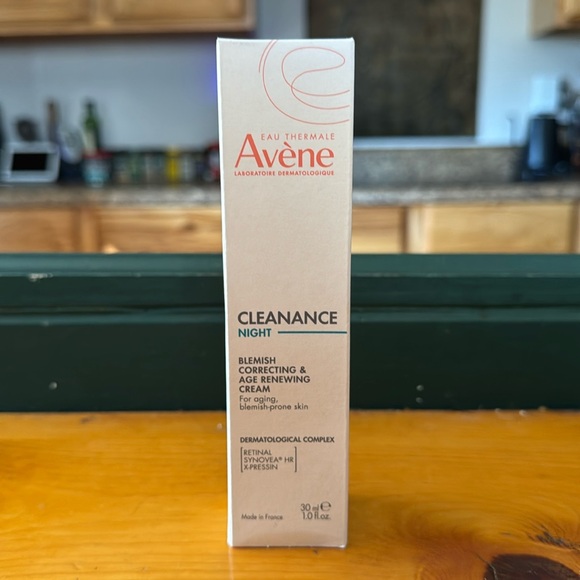 EAU THERMALE
Avène
LABORATOIRE DERMATOLOGIQUE
CLEANANCE
NIGHT
BLEMISH
CORRECTING &
AGE RENEWING
CREAM
For aging,
blemish-prone skin
DERMATOLOGICAL COMPLEX
RETINAL
SYNOVEA® HR
X-PRESSIN
Made in France
30 ml ℮
1.0 fl.oz.